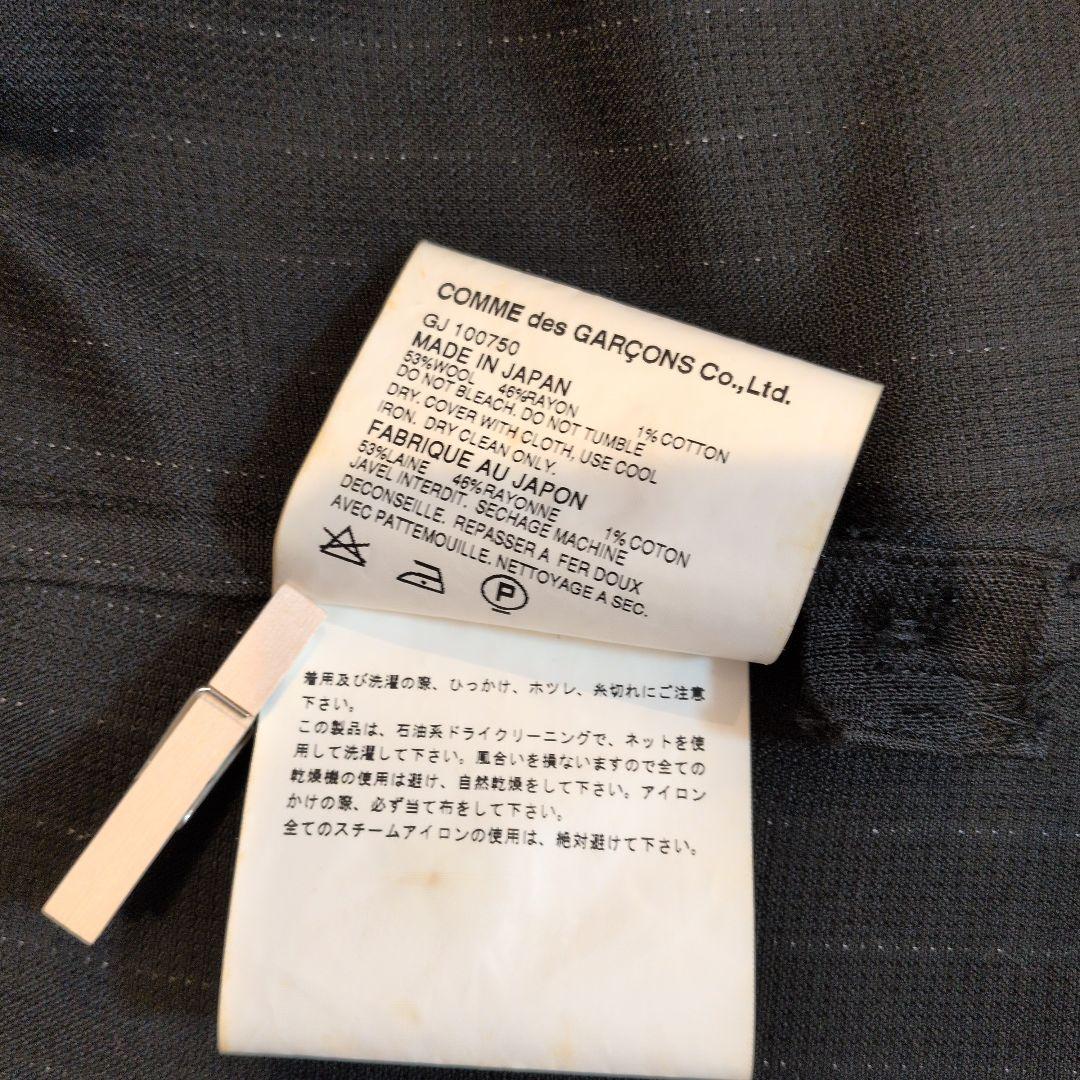 COMME des GARÇONS Co.,Ltd.
GJ 100750
MADE IN JAPAN
53%WOOL 46%RAYON 1%COTTON
DO NOT BLEACH. DO NOT TUMBLE
DRY. COVER WITH CLOTH, USE COOL
IRON. DRY CLEAN ONLY.
FABRIQUE AU JAPON
53%LAINE 46%RAYONNE 1%COTON
JAVEL INTERDIT. SECHAGE MACHINE
DECONSEILLE. REPASSER A FER DOUX
AVEC PATTEMOUILLE. NETTOYAGE A SEC.
P
着用及び洗濯の際、ひっかけ、ホツレ、糸切れにご注意
下さい。
この製品は、石油系ドライクリーニングで、ネットを使
用して洗濯して下さい。風合いを損ないますので全ての
乾燥機の使用は避け、自然乾燥をして下さい。アイロン
かけの際、必ず当て布をして下さい。
全てのスチームアイロンの使用は、絶対避けて下さい。